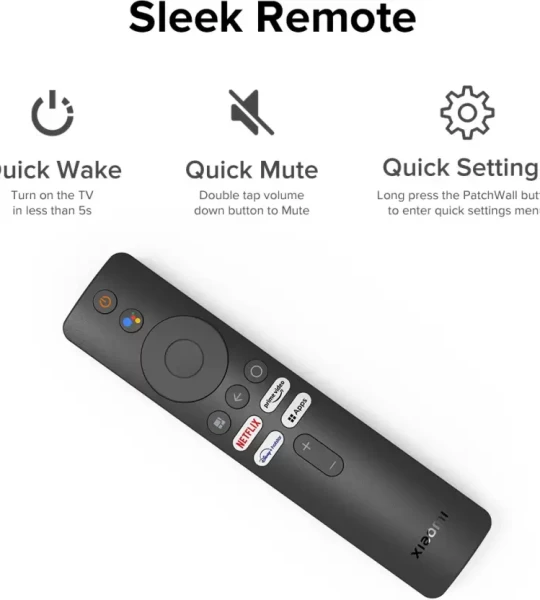 Sleek Remote
uick Wake
Turn on the TV
in less than 5s
Quick Mute
Double tap volume
down button to Mute
Quick Setting
Long press the PatchWall but
to enter quick settings men
prime video
Apps
NETFLIX
Disney+ hotstar
+
−
xiaomi